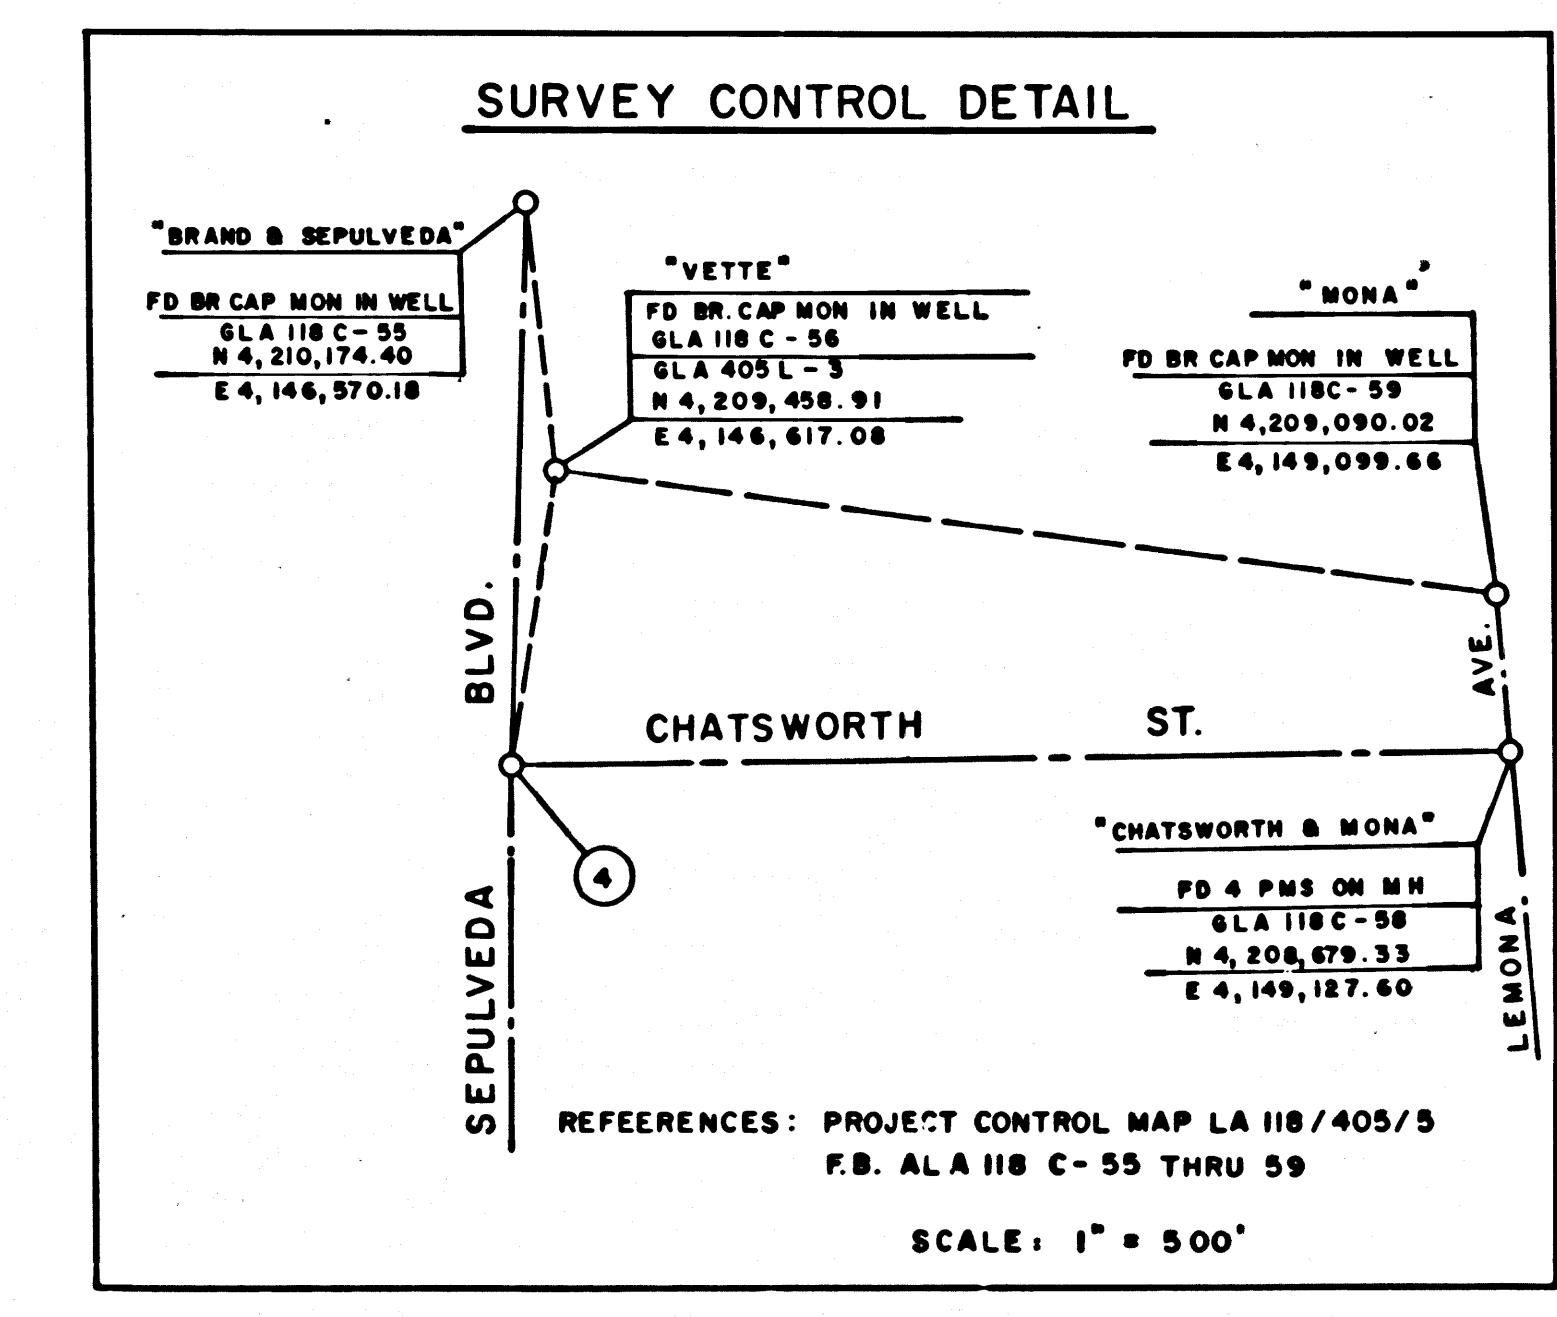 SURVEY CONTROL DETAIL
"BRAND & SEPULVEDA"
FD BR CAP MON IN WELL
GLA 118 C-55
N 4,210,174.40
E 4,146,570.18
"VETTE"
FD BR. CAP MON IN WELL
GLA 118 C-56
GLA 405 L-3
N 4,209,458.91
E 4,146,617.08
"MONA"
FD BR CAP MON IN WELL
GLA 118C-59
N 4,209,090.02
E 4,149,099.66
SEPULVEDA BLVD.
CHATSWORTH ST.
LEMONA AVE.
4
"CHATSWORTH & MONA"
FD 4 PMS ON MH
GLA 118C-58
N 4,208,679.33
E 4,149,127.60
REFEERENCES: PROJECT CONTROL MAP LA 118/405/5
F.B. ALA 118 C-55 THRU 59
SCALE: 1" = 500'